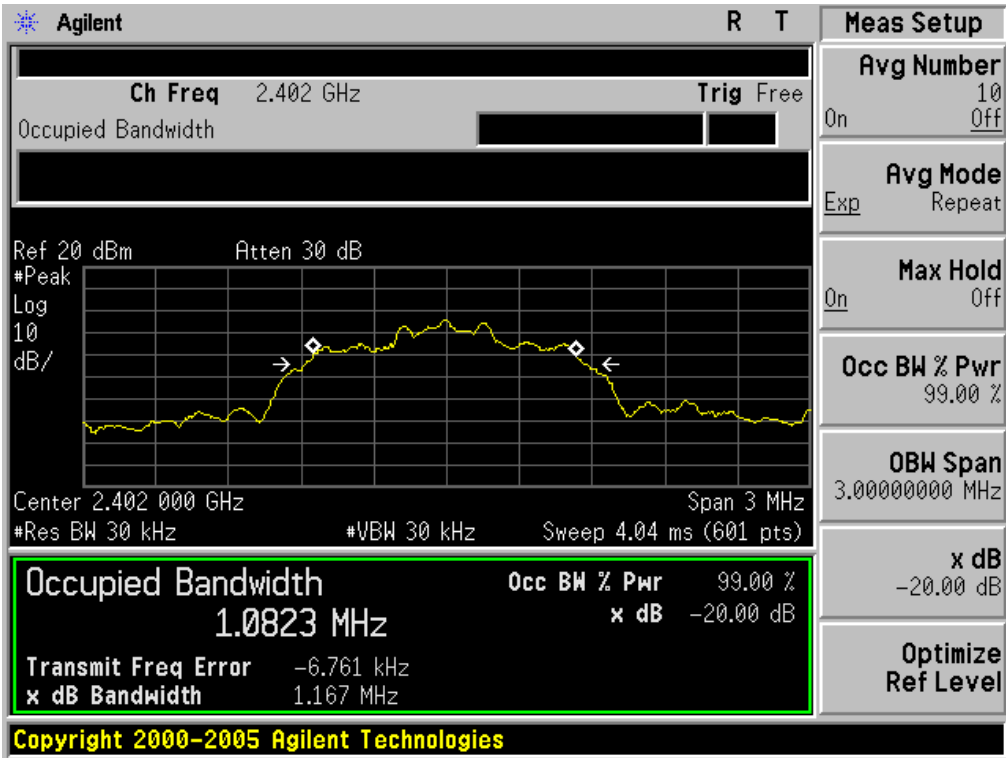 Agilent R T
Ch Freq 2.402 GHz Trig Free
Occupied Bandwidth
Ref 20 dBm Atten 30 dB
#Peak
Log
10
dB/
Center 2.402 000 GHz Span 3 MHz
#Res BW 30 kHz #VBW 30 kHz Sweep 4.04 ms (601 pts)
Occupied Bandwidth Occ BW % Pwr 99.00 %
1.0823 MHz x dB -20.00 dB
Transmit Freq Error -6.761 kHz
x dB Bandwidth 1.167 MHz
Copyright 2000-2005 Agilent Technologies
Meas Setup
Avg Number
10
On Off
Avg Mode
Exp Repeat
Max Hold
On Off
Occ BW % Pwr
99.00 %
OBW Span
3.00000000 MHz
x dB
-20.00 dB
Optimize
Ref Level